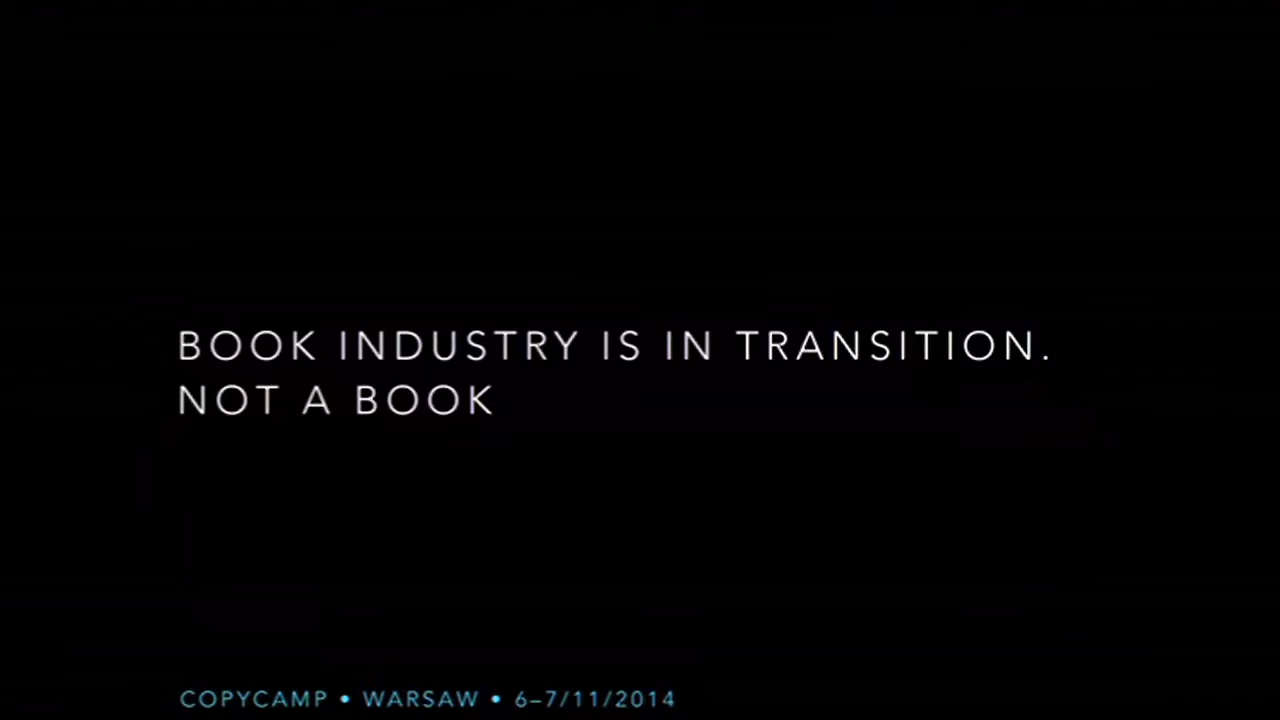 BOOK INDUSTRY IS IN TRANSITION.
NOT A BOOK
COPYCAMP • WARSAW • 6–7/11/2014